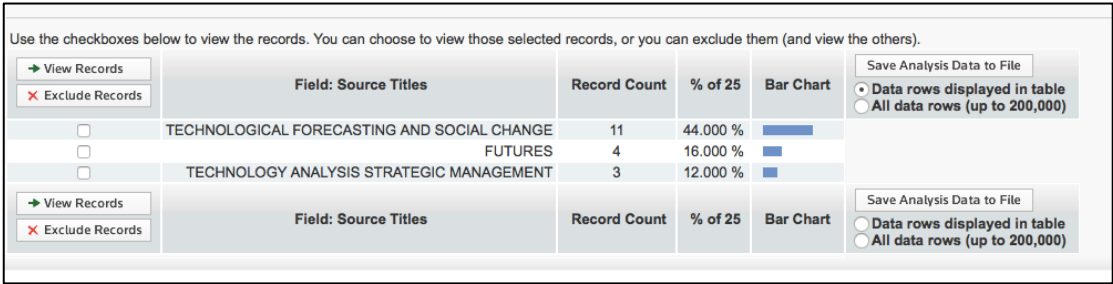 Use the checkboxes below to view the records. You can choose to view those selected records, or you can exclude them (and view the others).
View Records
Exclude Records
Field: Source Titles
Record Count
% of 25
Bar Chart
Save Analysis Data to File
Data rows displayed in table
All data rows (up to 200,000)
TECHNOLOGICAL FORECASTING AND SOCIAL CHANGE 11 44.000 %
FUTURES 4 16.000 %
TECHNOLOGY ANALYSIS STRATEGIC MANAGEMENT 3 12.000 %
View Records
Exclude Records
Field: Source Titles
Record Count
% of 25
Bar Chart
Save Analysis Data to File
Data rows displayed in table
All data rows (up to 200,000)